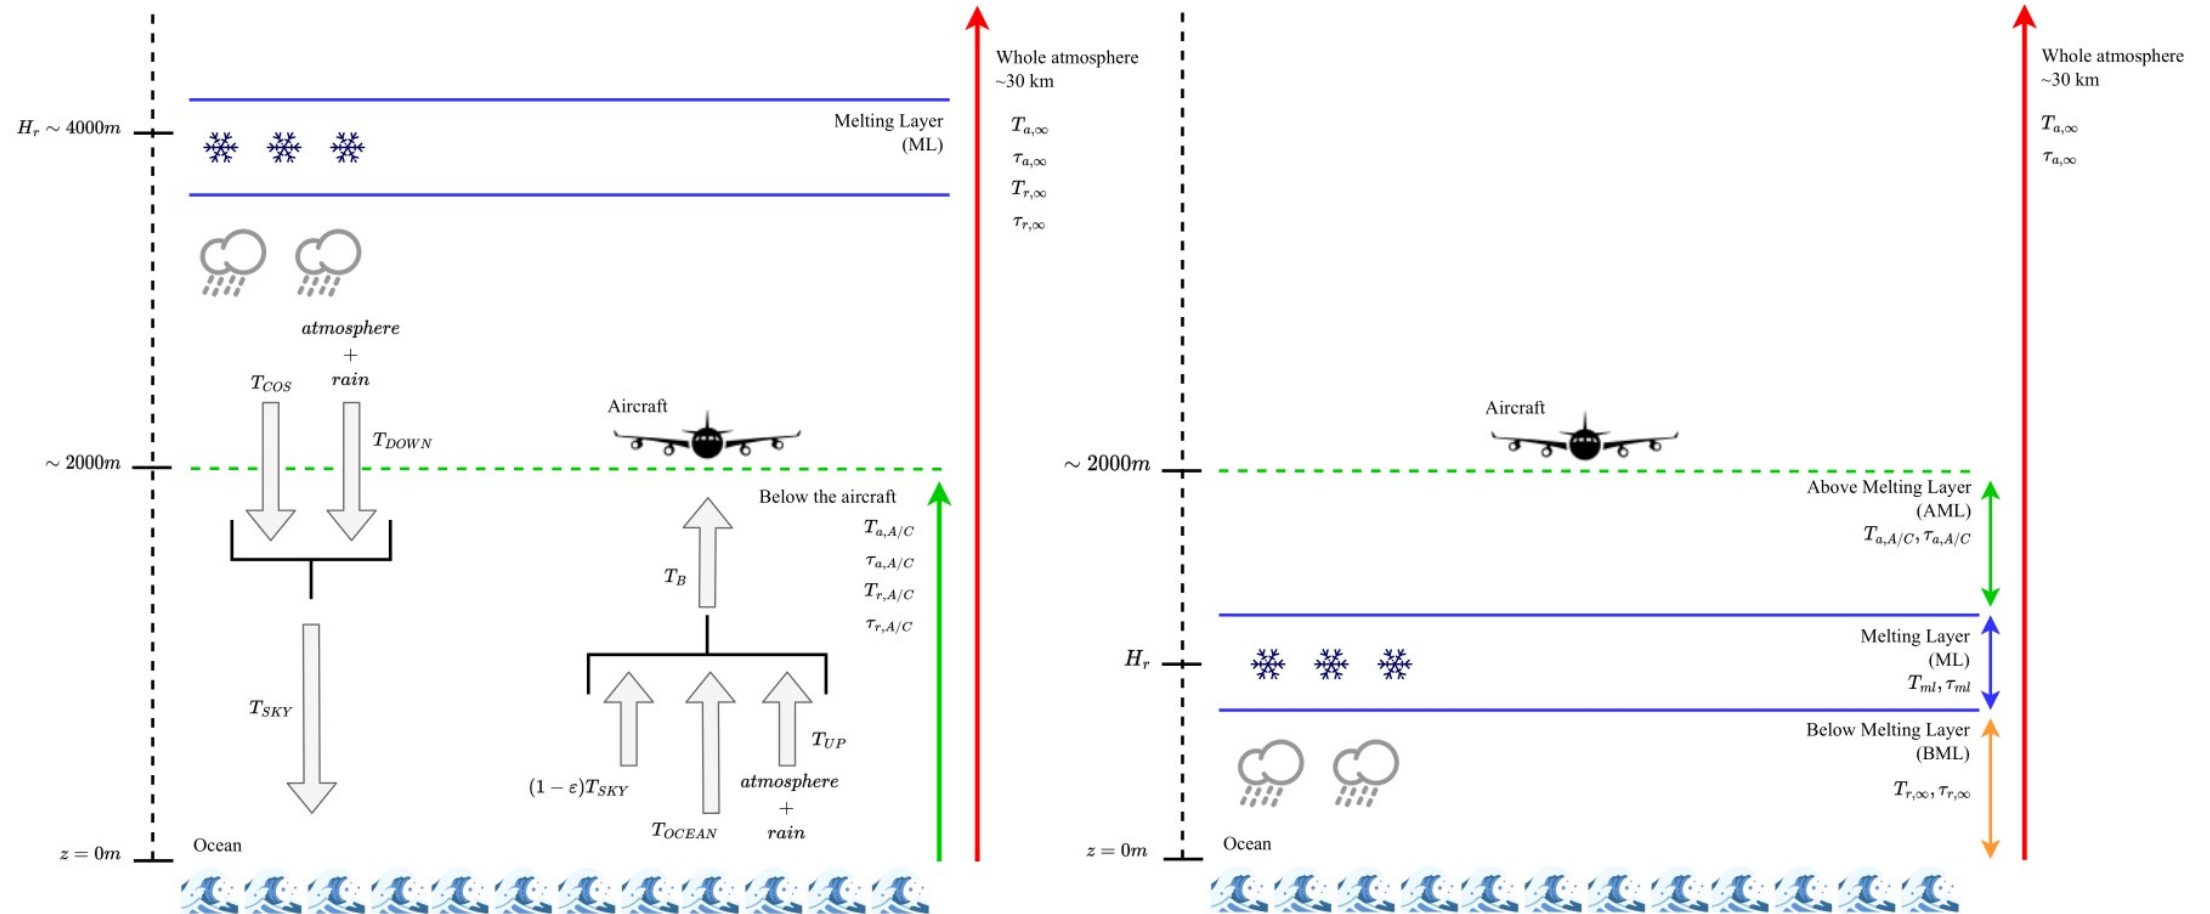 Whole atmosphere
~30 km
H_r ∼ 4000m
Melting Layer
(ML)
T_{a,∞}
τ_{a,∞}
T_{r,∞}
τ_{r,∞}
atmosphere
+
rain
T_{COS}
T_{DOWN}
Aircraft
∼ 2000m
Below the aircraft
T_{a,A/C}
τ_{a,A/C}
T_{r,A/C}
τ_{r,A/C}
T_B
T_{SKY}
T_{UP}
(1 − ε)T_{SKY}
atmosphere
+
rain
T_{OCEAN}
Ocean
z = 0m
Whole atmosphere
~30 km
T_{a,∞}
τ_{a,∞}
Aircraft
∼ 2000m
Above Melting Layer
(AML)
T_{a,A/C}, τ_{a,A/C}
H_r
Melting Layer
(ML)
T_{ml}, τ_{ml}
Below Melting Layer
(BML)
T_{r,∞}, τ_{r,∞}
Ocean
z = 0m